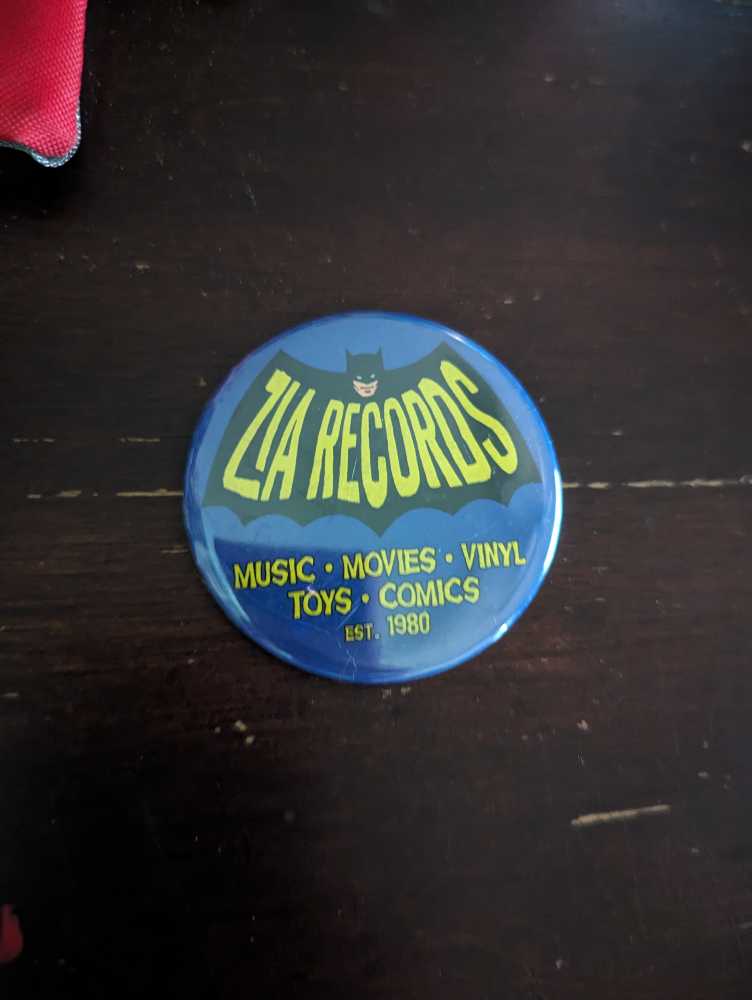 ZIA RECORDS
MUSIC • MOVIES • VINYL
TOYS • COMICS
EST. 1980